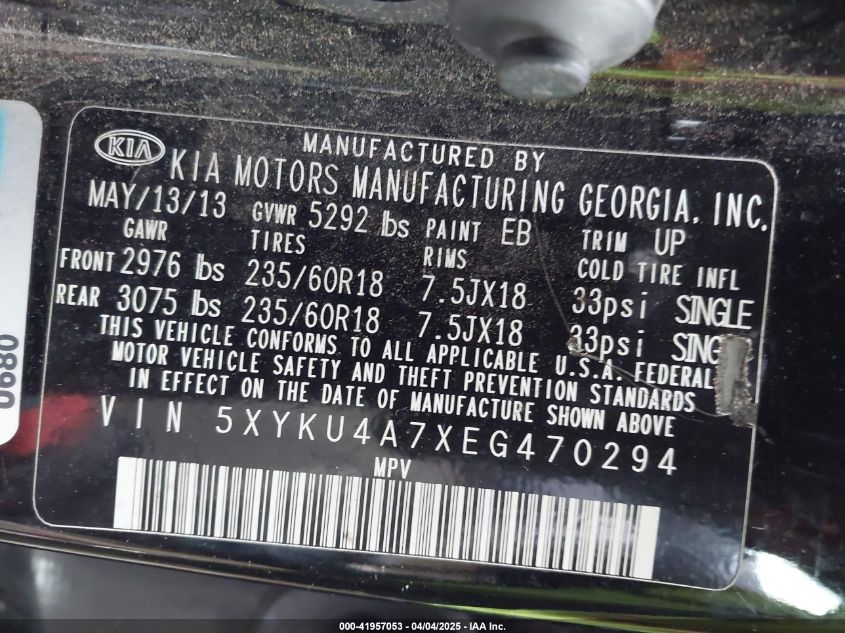 MANUFACTURED BY
KIA KIA MOTORS MANUFACTURING GEORGIA, INC.
MAY/13/13 GVWR 5292 lbs PAINT EB TRIM UP
GAWR TIRES RIMS COLD TIRE INFL
FRONT 2976 lbs 235/60R18 7.5JX18 33psi SINGLE
REAR 3075 lbs 235/60R18 7.5JX18 33psi
THIS VEHICLE CONFORMS TO ALL APPLICABLE U.S.A. FEDERAL
MOTOR VEHICLE SAFETY AND THEFT PREVENTION STANDARDS
IN EFFECT ON THE DATE OF MANUFACTURE SHOWN ABOVE
VIN 5XYKU4A7XEG470294
MPV
0680
000-41957053 - 04/04/2025 - IAA Inc.